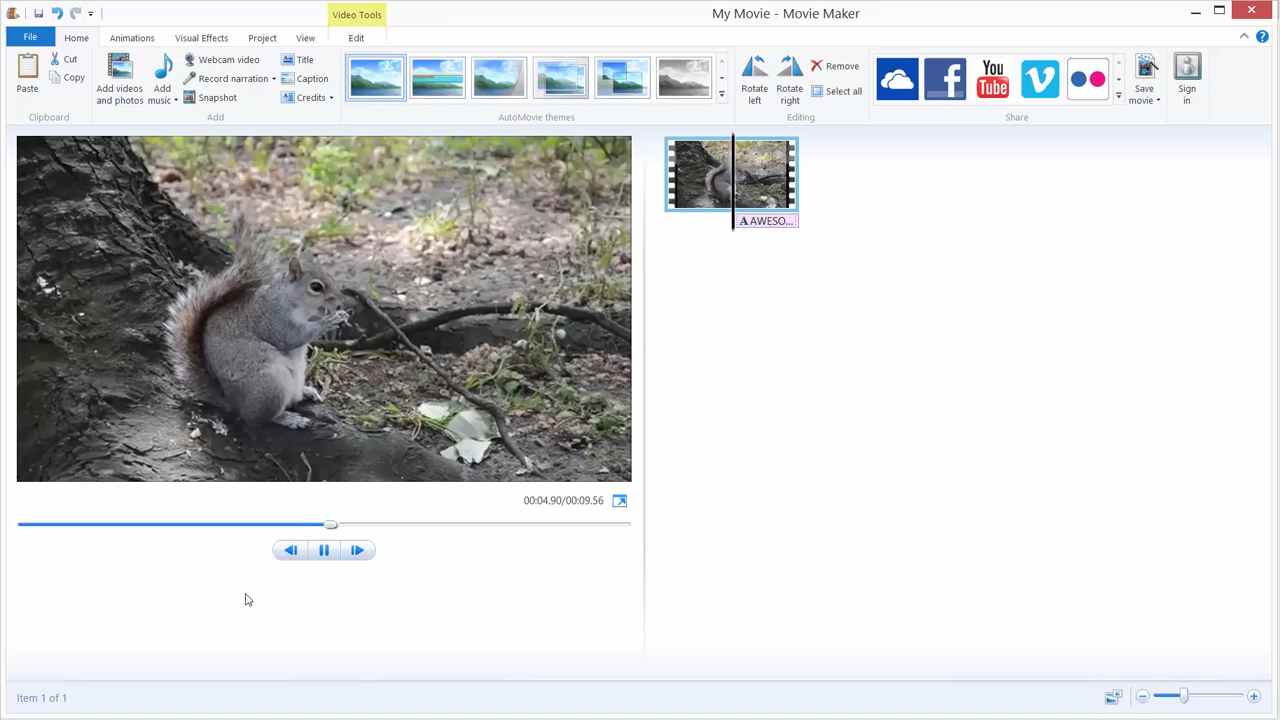 My Movie - Movie Maker
Video Tools
File
Home
Animations
Visual Effects
Project
View
Edit
Paste
Cut
Copy
Clipboard
Add videos
and photos
Add
music
Webcam video
Record narration
Snapshot
Title
Caption
Credits
Add
AutoMovie themes
Rotate
left
Rotate
right
Remove
Select all
Editing
You
Tube
Share
Save
movie
Sign
in
A AWESO...
00:04.90/00:09.56
Item 1 of 1